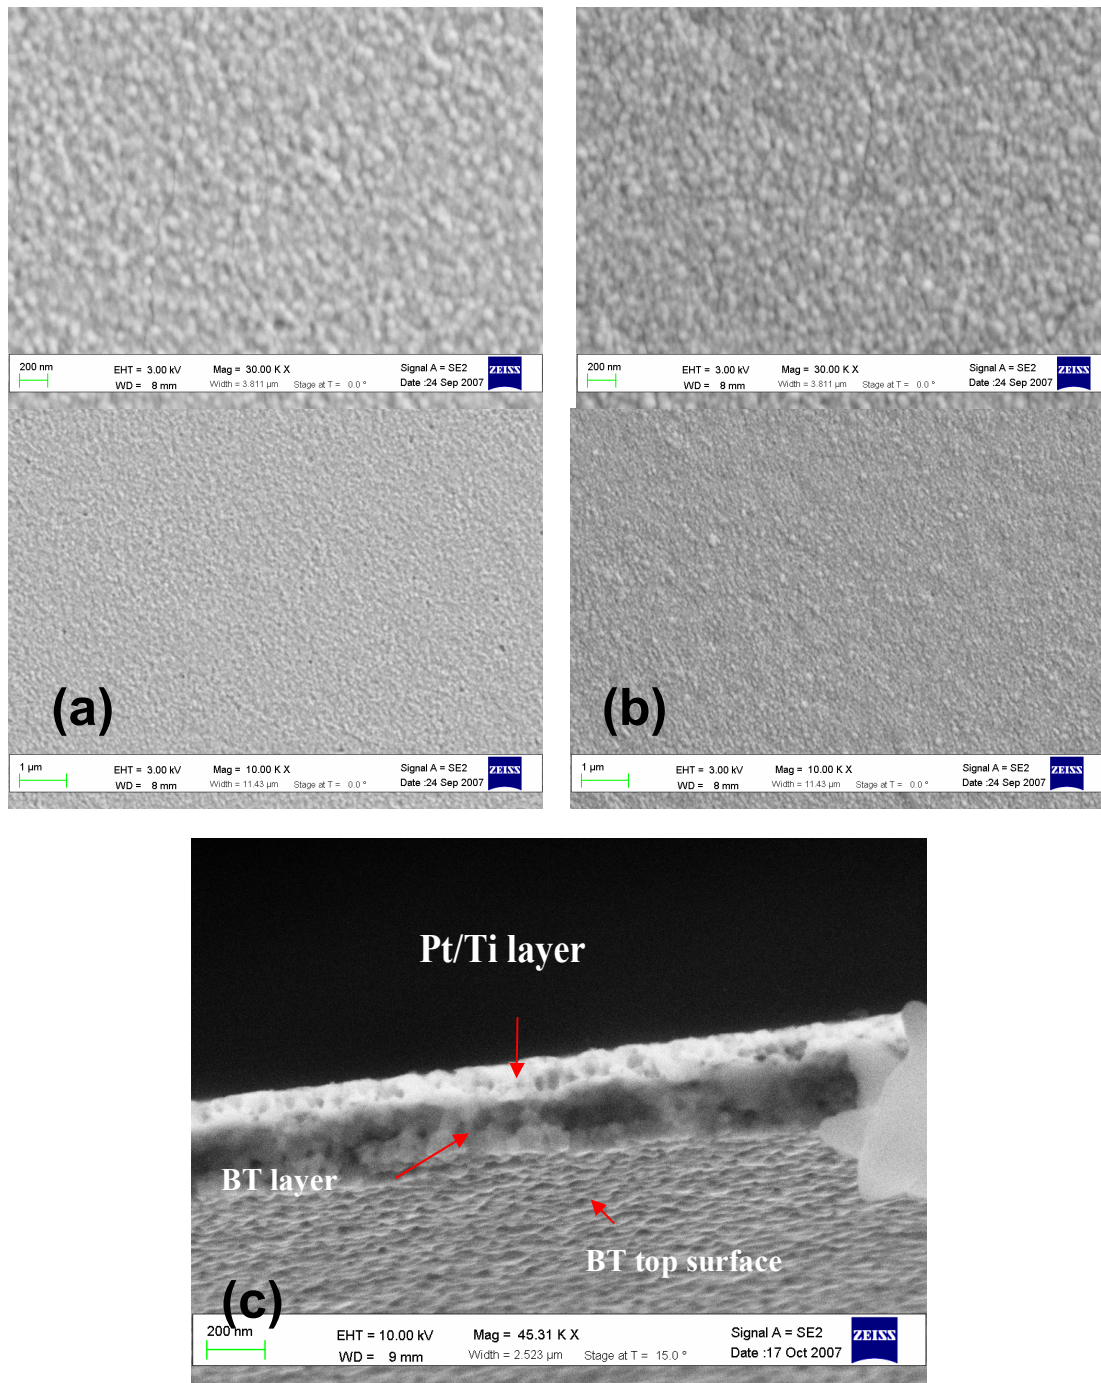 200 nm
EHT = 3.00 kV
Mag = 30.00 K X
Signal A = SE2
ZEISS
WD = 8 mm
Width = 3.811 µm
Stage at T = 0.0 °
Date :24 Sep 2007
200 nm
EHT = 3.00 kV
Mag = 30.00 K X
Signal A = SE2
ZEISS
WD = 8 mm
Width = 3.811 µm
Stage at T = 0.0 °
Date :24 Sep 2007
(a)
1 µm
EHT = 3.00 kV
Mag = 10.00 K X
Signal A = SE2
ZEISS
WD = 8 mm
Width = 11.43 µm
Stage at T = 0.0 °
Date :24 Sep 2007
(b)
1 µm
EHT = 3.00 kV
Mag = 10.00 K X
Signal A = SE2
ZEISS
WD = 8 mm
Width = 11.43 µm
Stage at T = 0.0 °
Date :24 Sep 2007
Pt/Ti layer
BT layer
BT top surface
(c)
200 nm
EHT = 10.00 kV
Mag = 45.31 K X
Signal A = SE2
ZEISS
WD = 9 mm
Width = 2.523 µm
Stage at T = 15.0 °
Date :17 Oct 2007